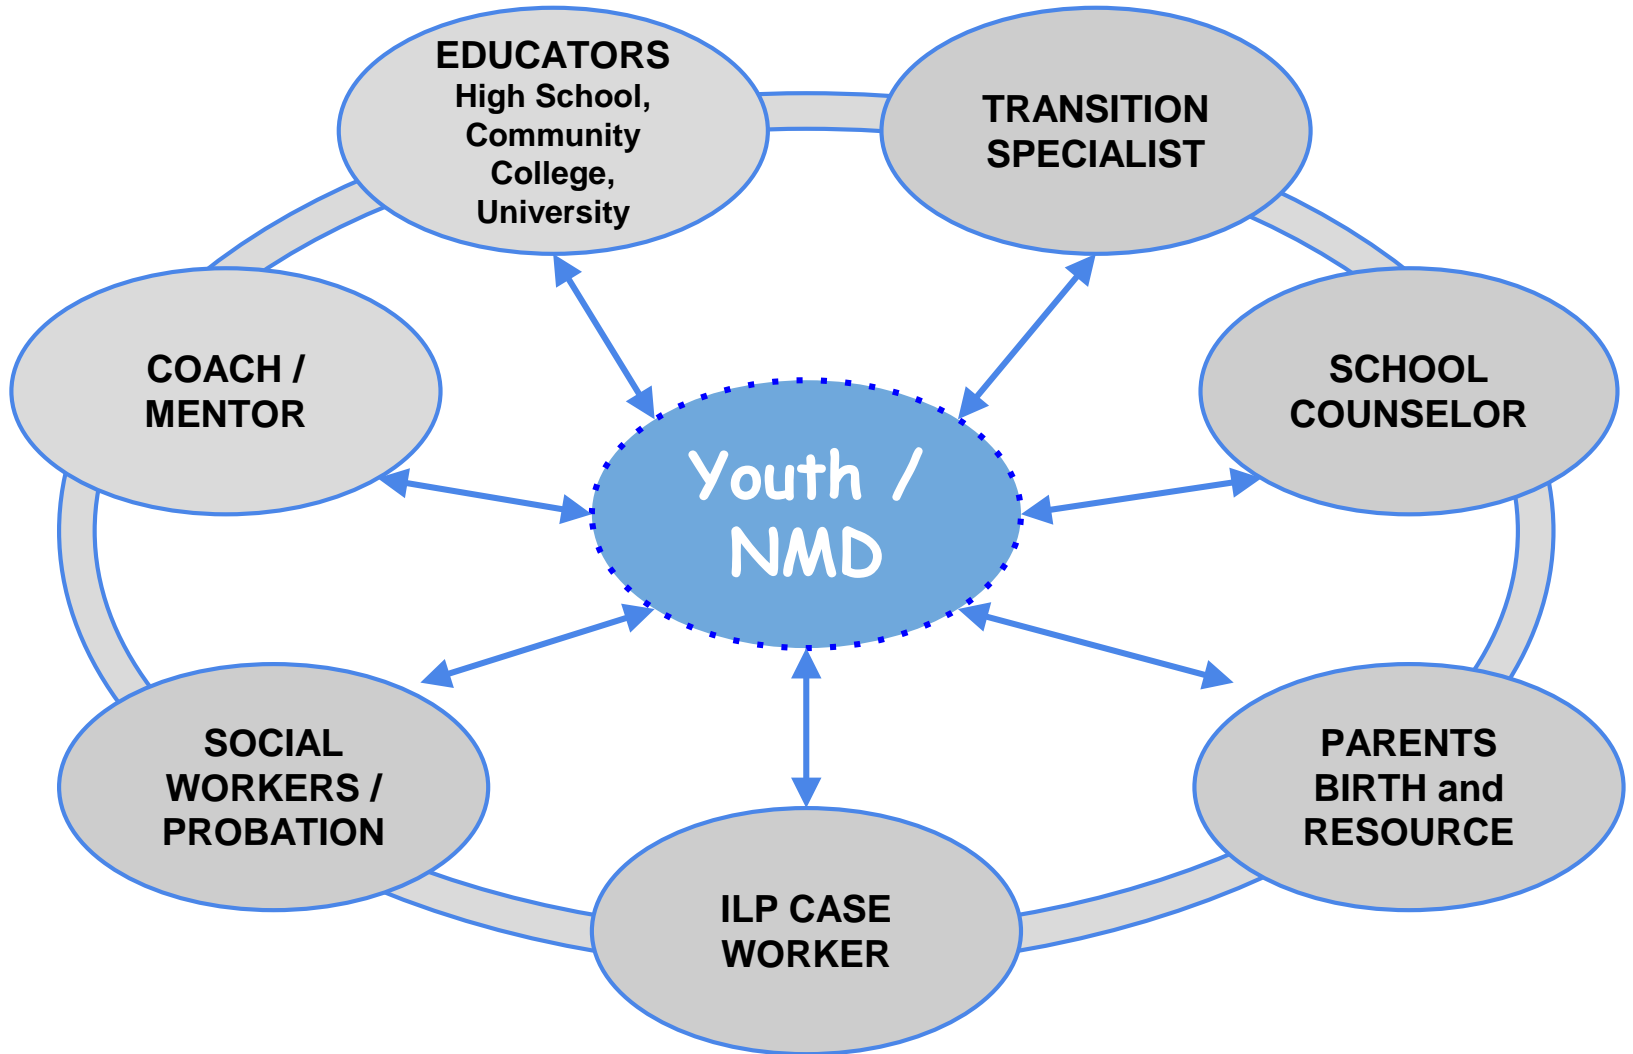 EDUCATORS
High School,
Community
College,
University
TRANSITION
SPECIALIST
COACH /
MENTOR
SCHOOL
COUNSELOR
Youth /
NMD
SOCIAL
WORKERS /
PROBATION
PARENTS
BIRTH and
RESOURCE
ILP CASE
WORKER